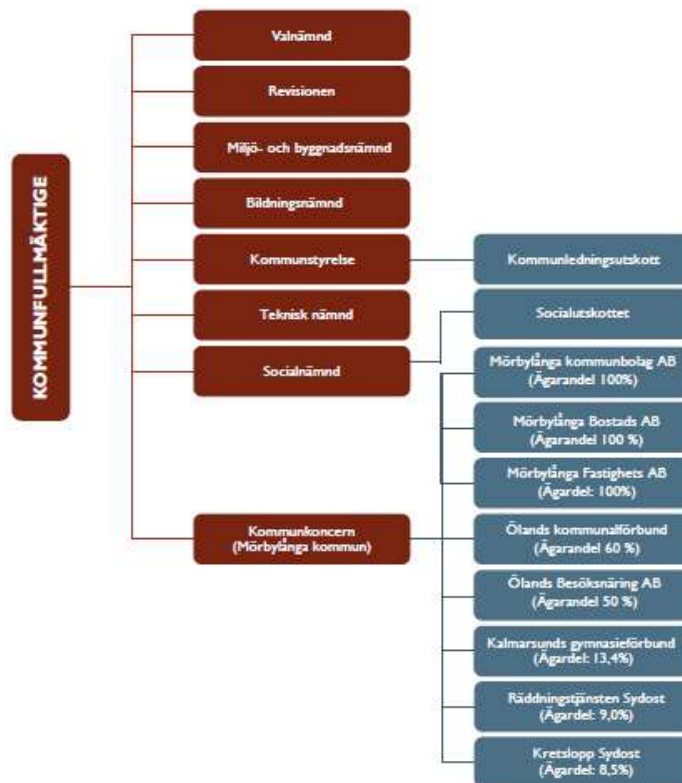 KOMMUNFULLMÄKTIGE
Valnämnd
Revisionen
Miljö- och byggnadsnämnd
Bildningsnämnd
Kommunstyrelse
Teknisk nämnd
Socialnämnd
Kommunkoncern
(Mörbylånga kommun)
Kommunledningsutskott
Socialutskottet
Mörbylånga kommunbolag AB
(Ägarandel 100%)
Mörbylånga Bostads AB
(Ägarandel 100 %)
Mörbylånga Fastighets AB
(Ägardel: 100%)
Ölands kommunalförbund
(Ägarandel 60 %)
Ölands Besöksnäring AB
(Ägarandel 50 %)
Kalmarsunds gymnasieförbund
(Ägardel: 13,4%)
Räddningstjänsten Sydost
(Ägardel: 9,0%)
Kretslopp Sydost
(Ägardel: 8,5%)